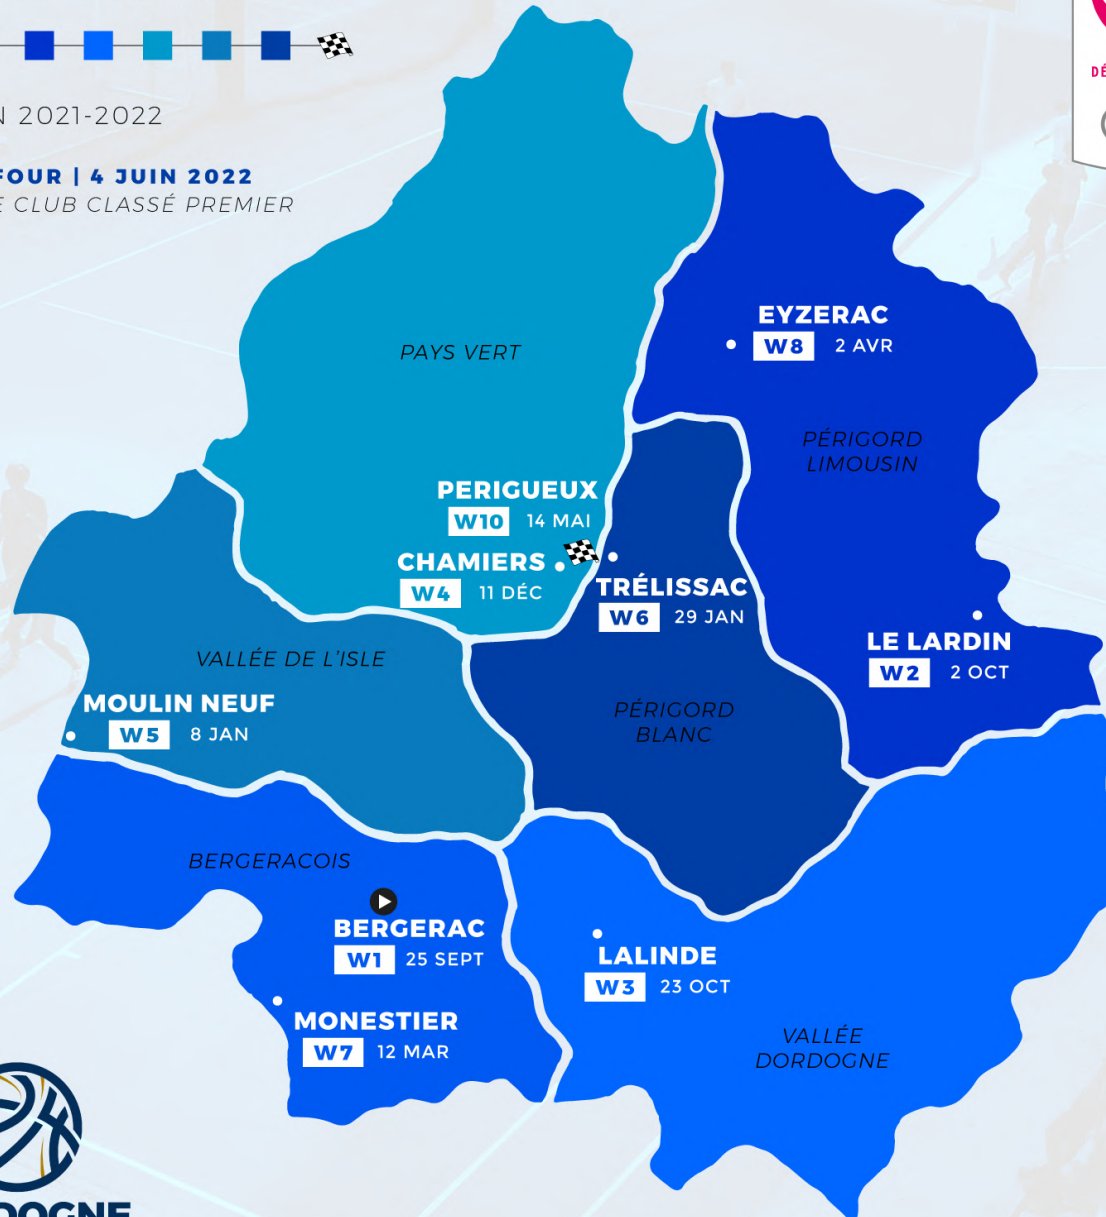 N 2021-2022
FOUR | 4 JUIN 2022
E CLUB CLASSÉ PREMIER
DÉ
EYZERAC
W8 2 AVR
PAYS VERT
PÉRIGORD
LIMOUSIN
PERIGUEUX
W10 14 MAI
CHAMIERS
W4 11 DÉC
TRÉLISSAC
W6 29 JAN
LE LARDIN
W2 2 OCT
VALLÉE DE L'ISLE
MOULIN NEUF
W5 8 JAN
PÉRIGORD
BLANC
BERGERACOIS
BERGERAC
W1 25 SEPT
LALINDE
W3 23 OCT
MONESTIER
W7 12 MAR
VALLÉE
DORDOGNE
DOGNE